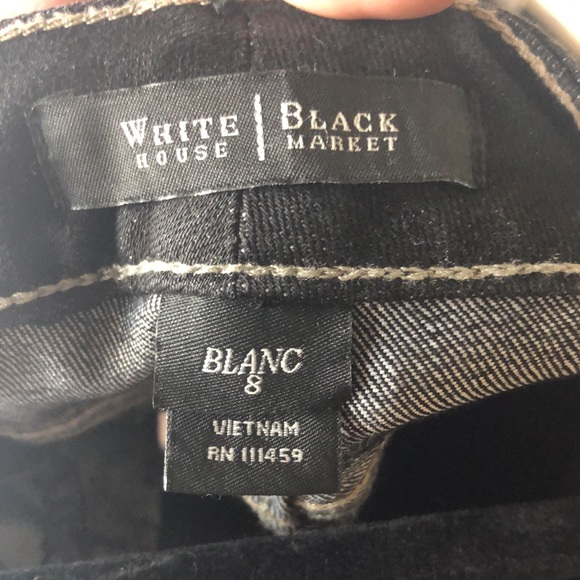 WHITE | BLACK
HOUSE | MARKET
BLANC
8
VIETNAM
RN 111459